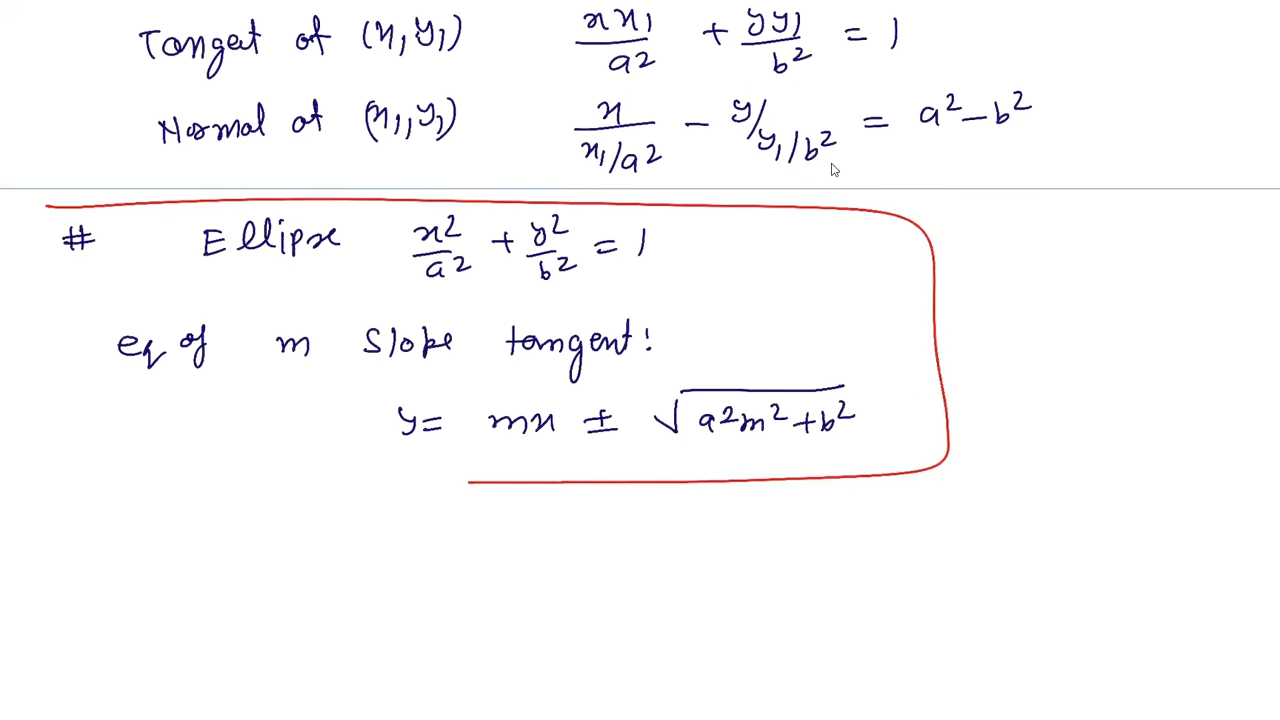 Tangent at (x1, y1) xx1/a² + yy1/b² = 1
Normal at (x1, y1) x/(x1/a²) - y/(y1/b²) = a² - b²
# Ellipse x²/a² + y²/b² = 1
eq of m slope tangent:
y = mx ± √(a²m² + b²)